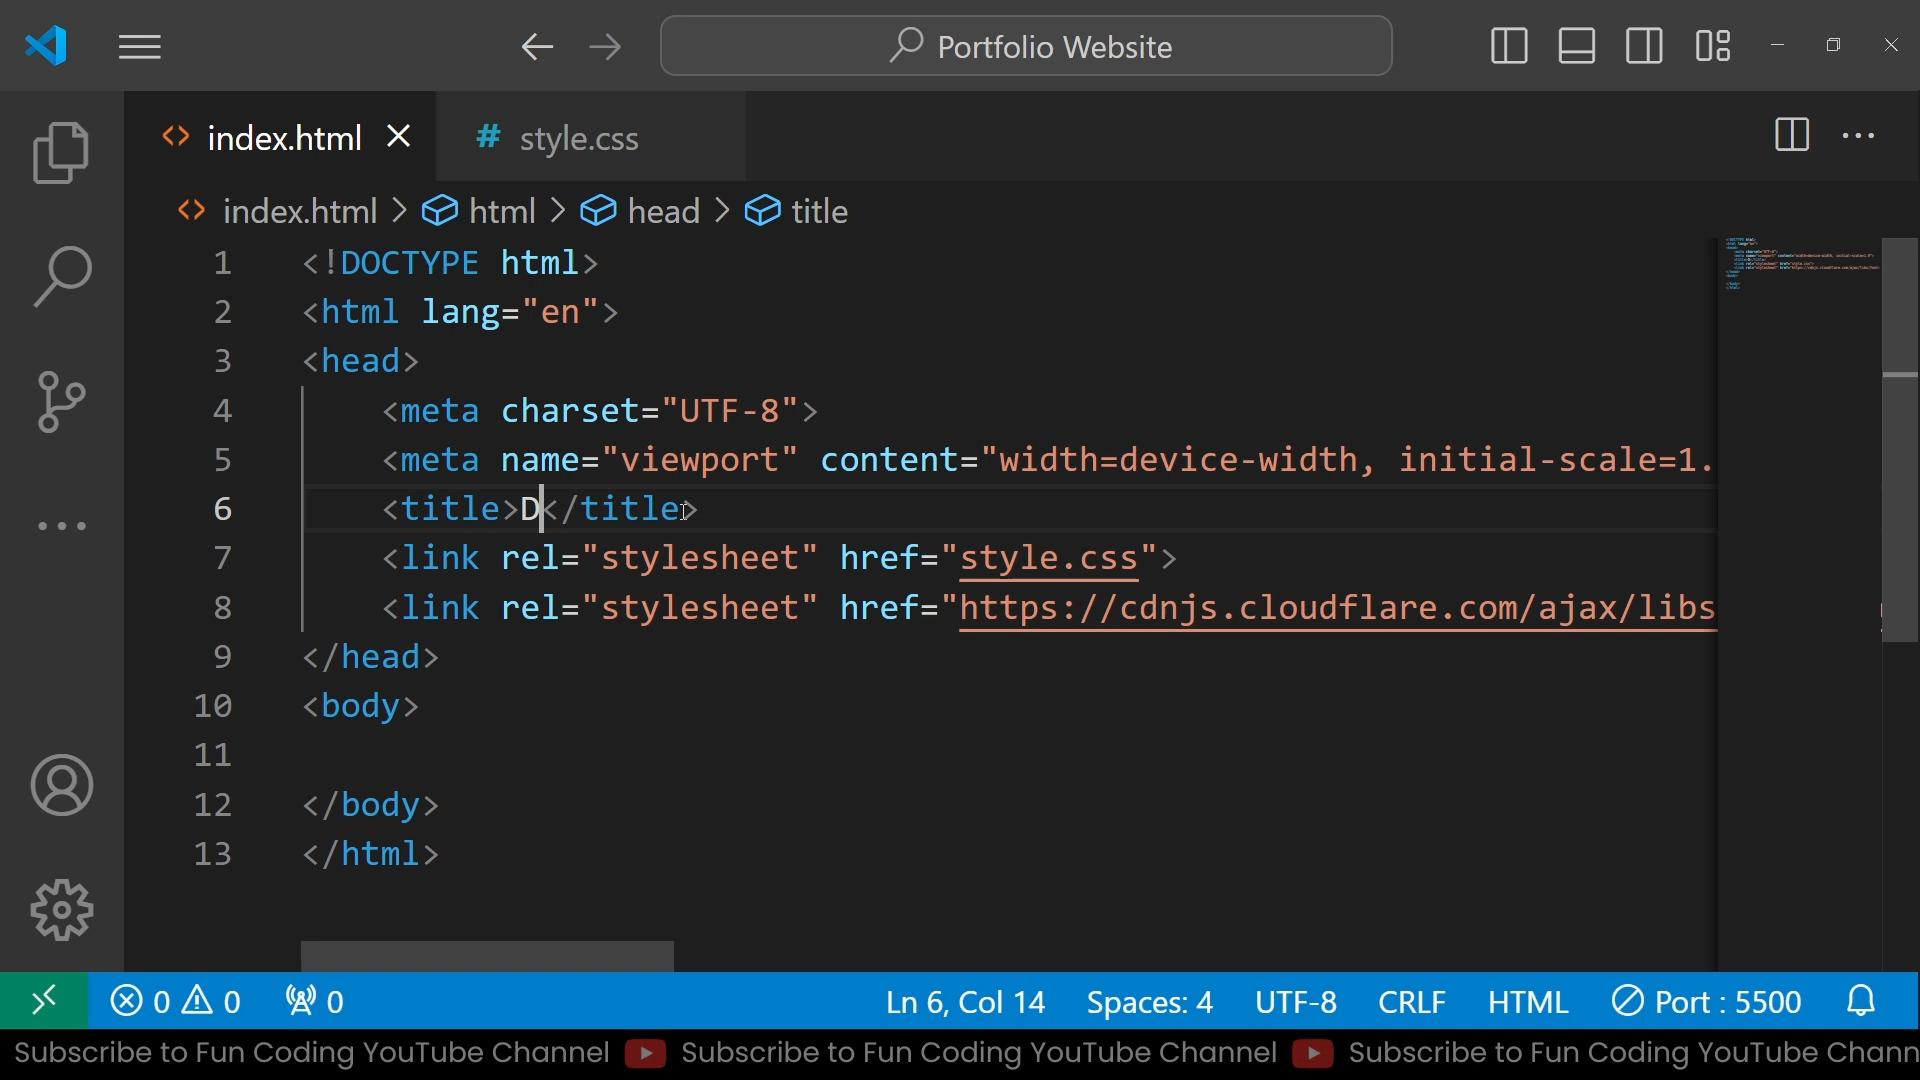 Portfolio Website
index.html
# style.css
index.html > html > head > title
1 <!DOCTYPE html>
2 <html lang="en">
3 <head>
4 <meta charset="UTF-8">
5 <meta name="viewport" content="width=device-width, initial-scale=1.
6 <title>D</title>
7 <link rel="stylesheet" href="style.css">
8 <link rel="stylesheet" href="https://cdnjs.cloudflare.com/ajax/libs
9 </head>
10 <body>
11
12 </body>
13 </html>
0 0 0 Ln 6, Col 14 Spaces: 4 UTF-8 CRLF HTML Port : 5500
Subscribe to Fun Coding YouTube Channel Subscribe to Fun Coding YouTube Channel Subscribe to Fun Coding YouTube Chann